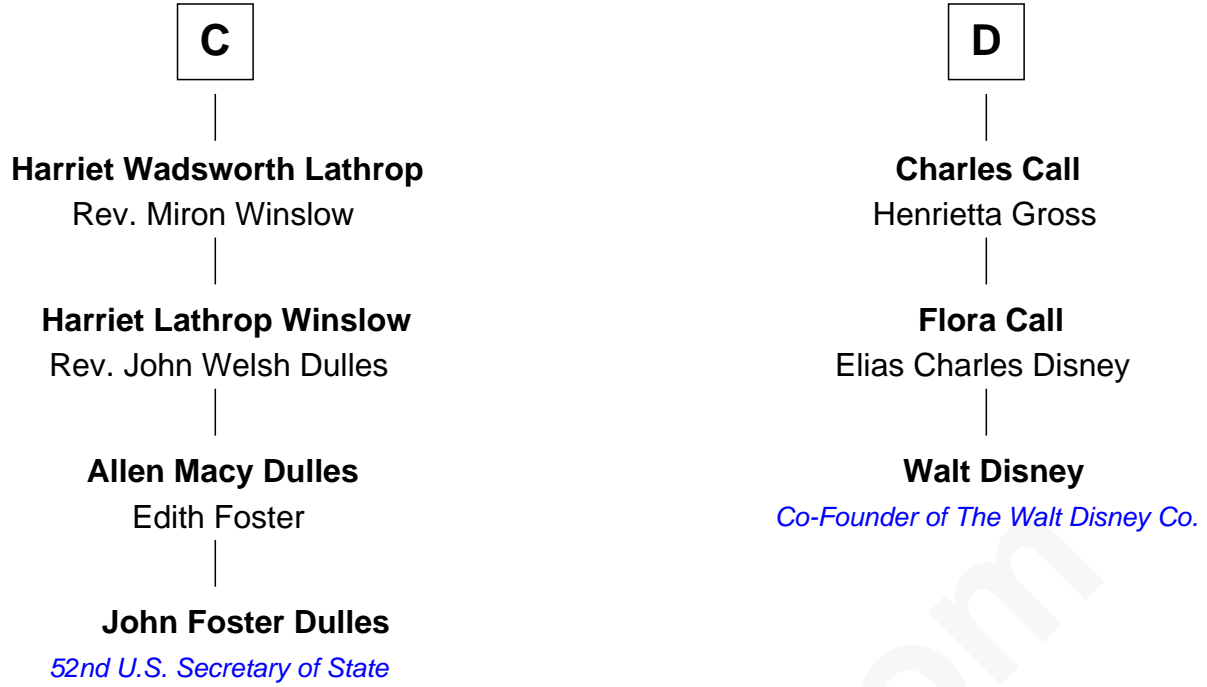 C
Harriet Wadsworth Lathrop
Rev. Miron Winslow
Harriet Lathrop Winslow
Rev. John Welsh Dulles
Allen Macy Dulles
Edith Foster
John Foster Dulles
52nd U.S. Secretary of State
D
Charles Call
Henrietta Gross
Flora Call
Elias Charles Disney
Walt Disney
Co-Founder of The Walt Disney Co.
om